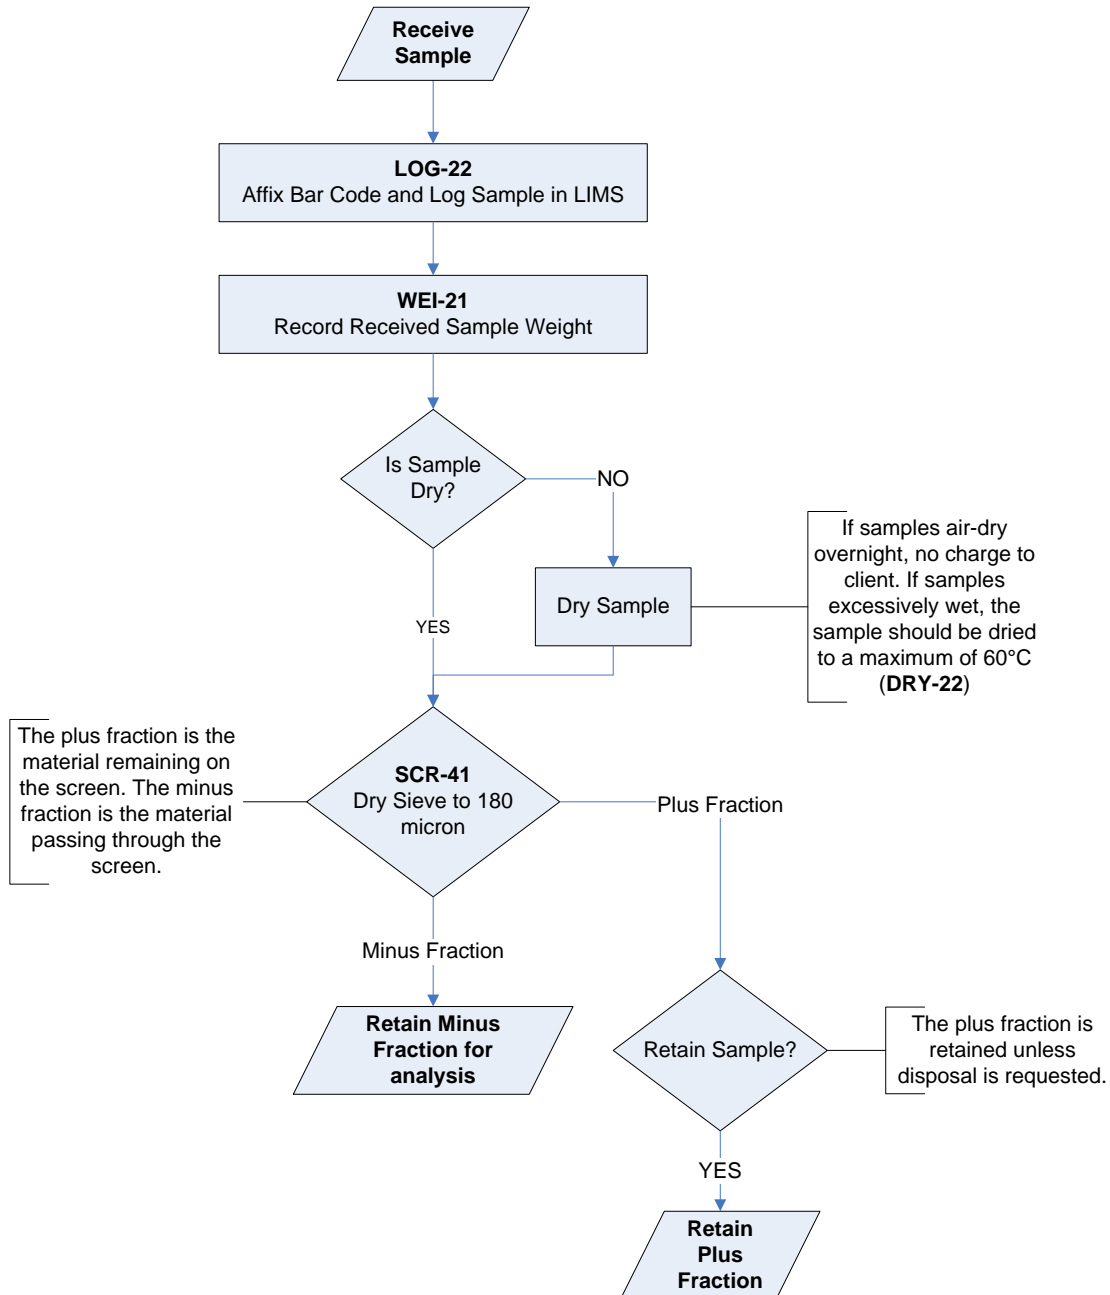 Receive
Sample
LOG-22
Affix Bar Code and Log Sample in LIMS
WEI-21
Record Received Sample Weight
Is Sample
Dry?
NO
YES
Dry Sample
If samples air-dry
overnight, no charge to
client. If samples
excessively wet, the
sample should be dried
to a maximum of 60°C
(DRY-22)
The plus fraction is the
material remaining on
the screen. The minus
fraction is the material
passing through the
screen.
SCR-41
Dry Sieve to 180
micron
Plus Fraction
Minus Fraction
Retain Minus
Fraction for
analysis
Retain Sample?
The plus fraction is
retained unless
disposal is requested.
YES
Retain
Plus
Fraction